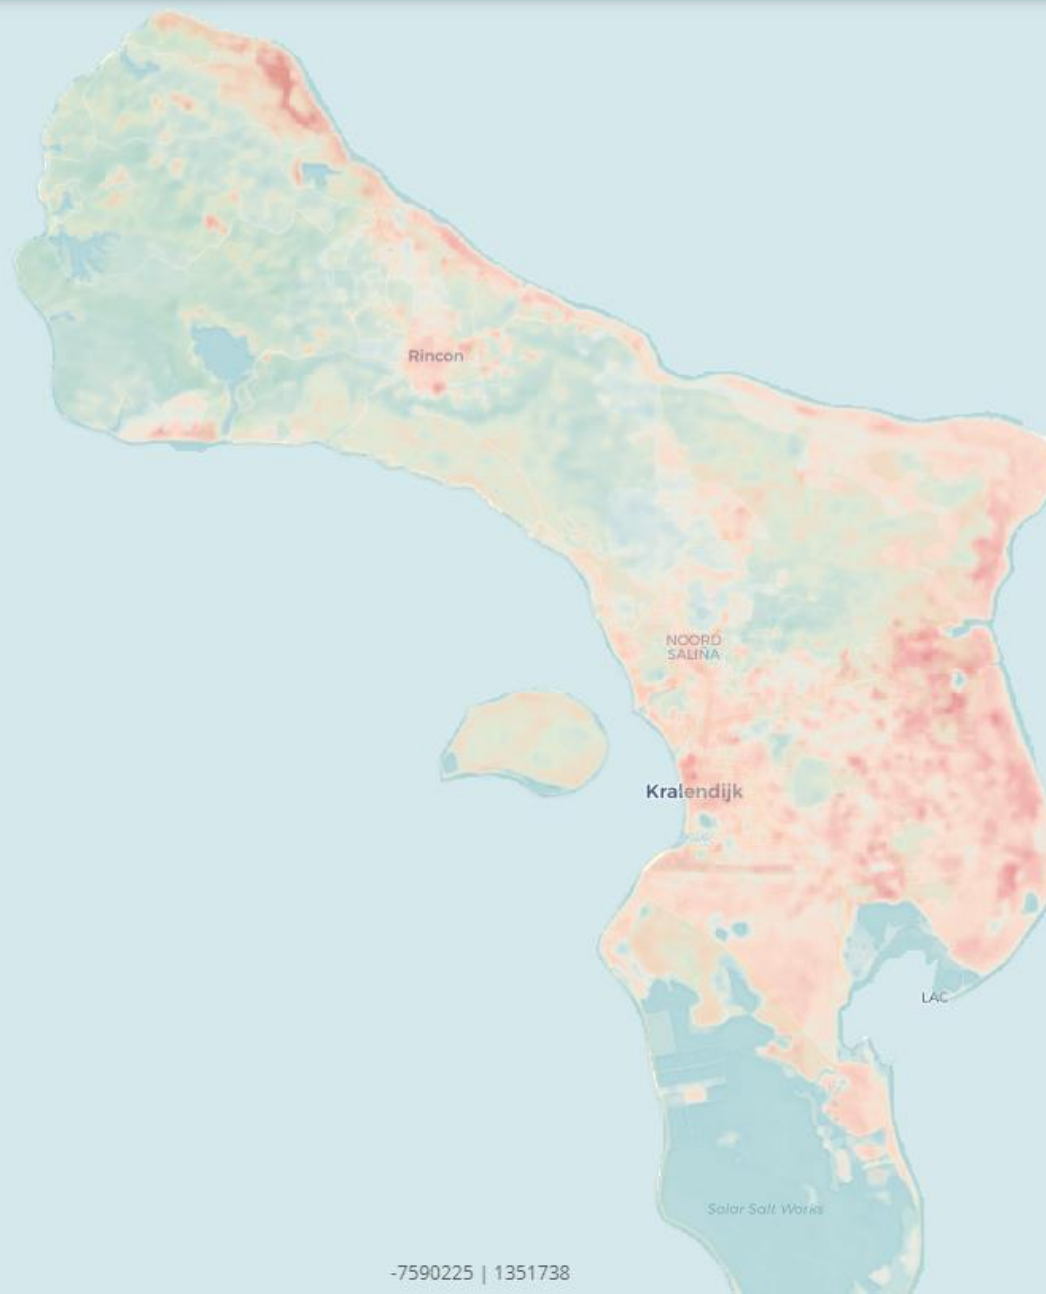 Rincon
NOORD
SALIÑA
Kralendijk
LAC
Solar Salt Works
-7590225 | 1351738